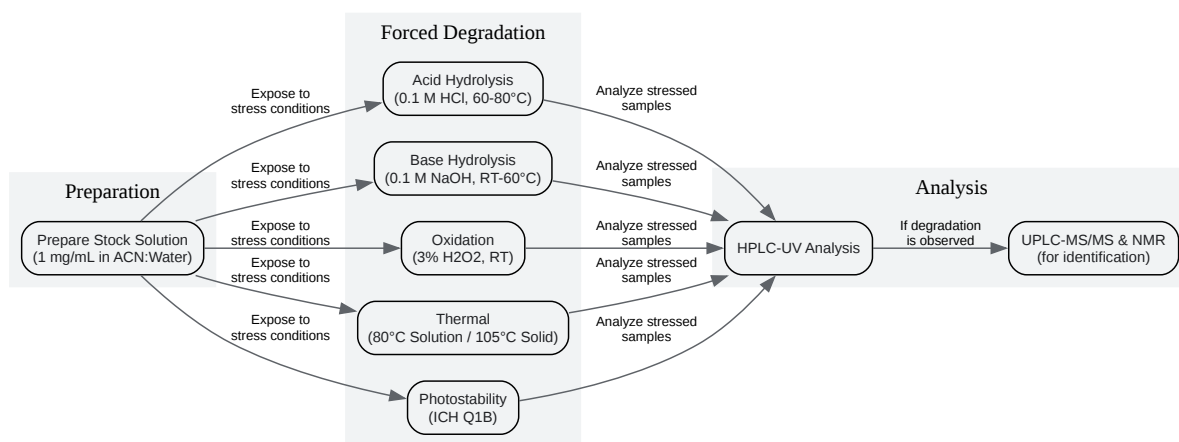 Forced Degradation
Acid Hydrolysis
(0.1 M HCl, 60-80°C)
Expose to
stress conditions
Analyze stressed
samples
Base Hydrolysis
(0.1 M NaOH, RT-60°C)
Expose to
stress conditions
Analyze stressed
samples
Preparation
Analysis
Prepare Stock Solution
(1 mg/mL in ACN:Water)
Expose to
stress conditions
Oxidation
(3% H2O2, RT)
Analyze stressed
samples
HPLC-UV Analysis
If degradation
is observed
UPLC-MS/MS & NMR
(for identification)
Expose to
stress conditions
Thermal
(80°C Solution / 105°C Solid)
Analyze stressed
samples
Expose to
stress conditions
Analyze stressed
samples
Photostability
(ICH Q1B)